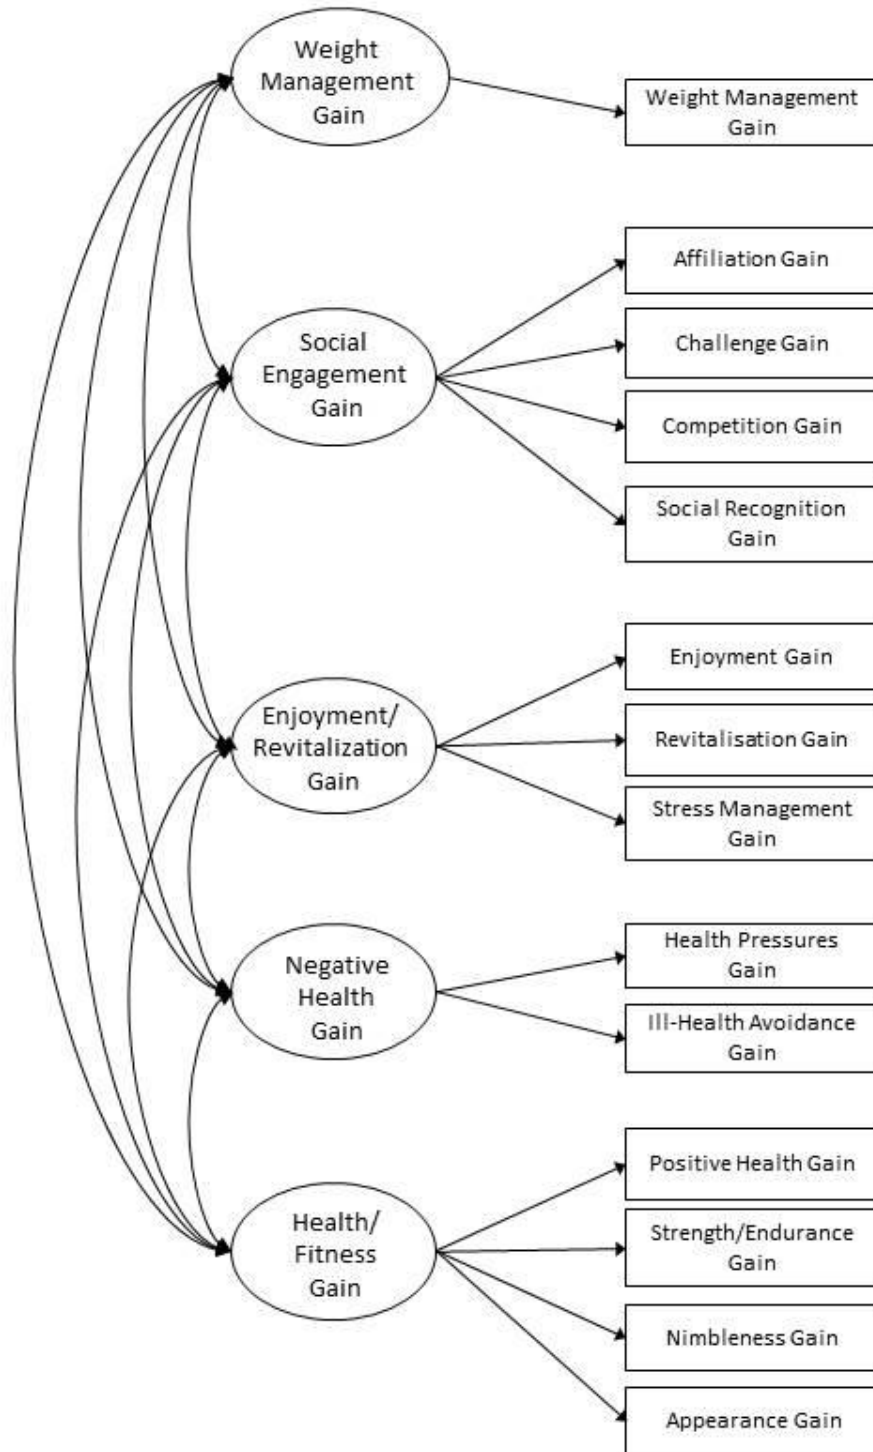 Weight
Management
Gain
Weight Management
Gain
Affiliation Gain
Social
Engagement
Gain
Challenge Gain
Competition Gain
Social Recognition
Gain
Enjoyment Gain
Enjoyment/
Revitalization
Gain
Revitalisation Gain
Stress Management
Gain
Health Pressures
Gain
Negative
Health
Gain
Ill-Health Avoidance
Gain
Positive Health Gain
Health/
Fitness
Gain
Strength/Endurance
Gain
Nimbleness Gain
Appearance Gain